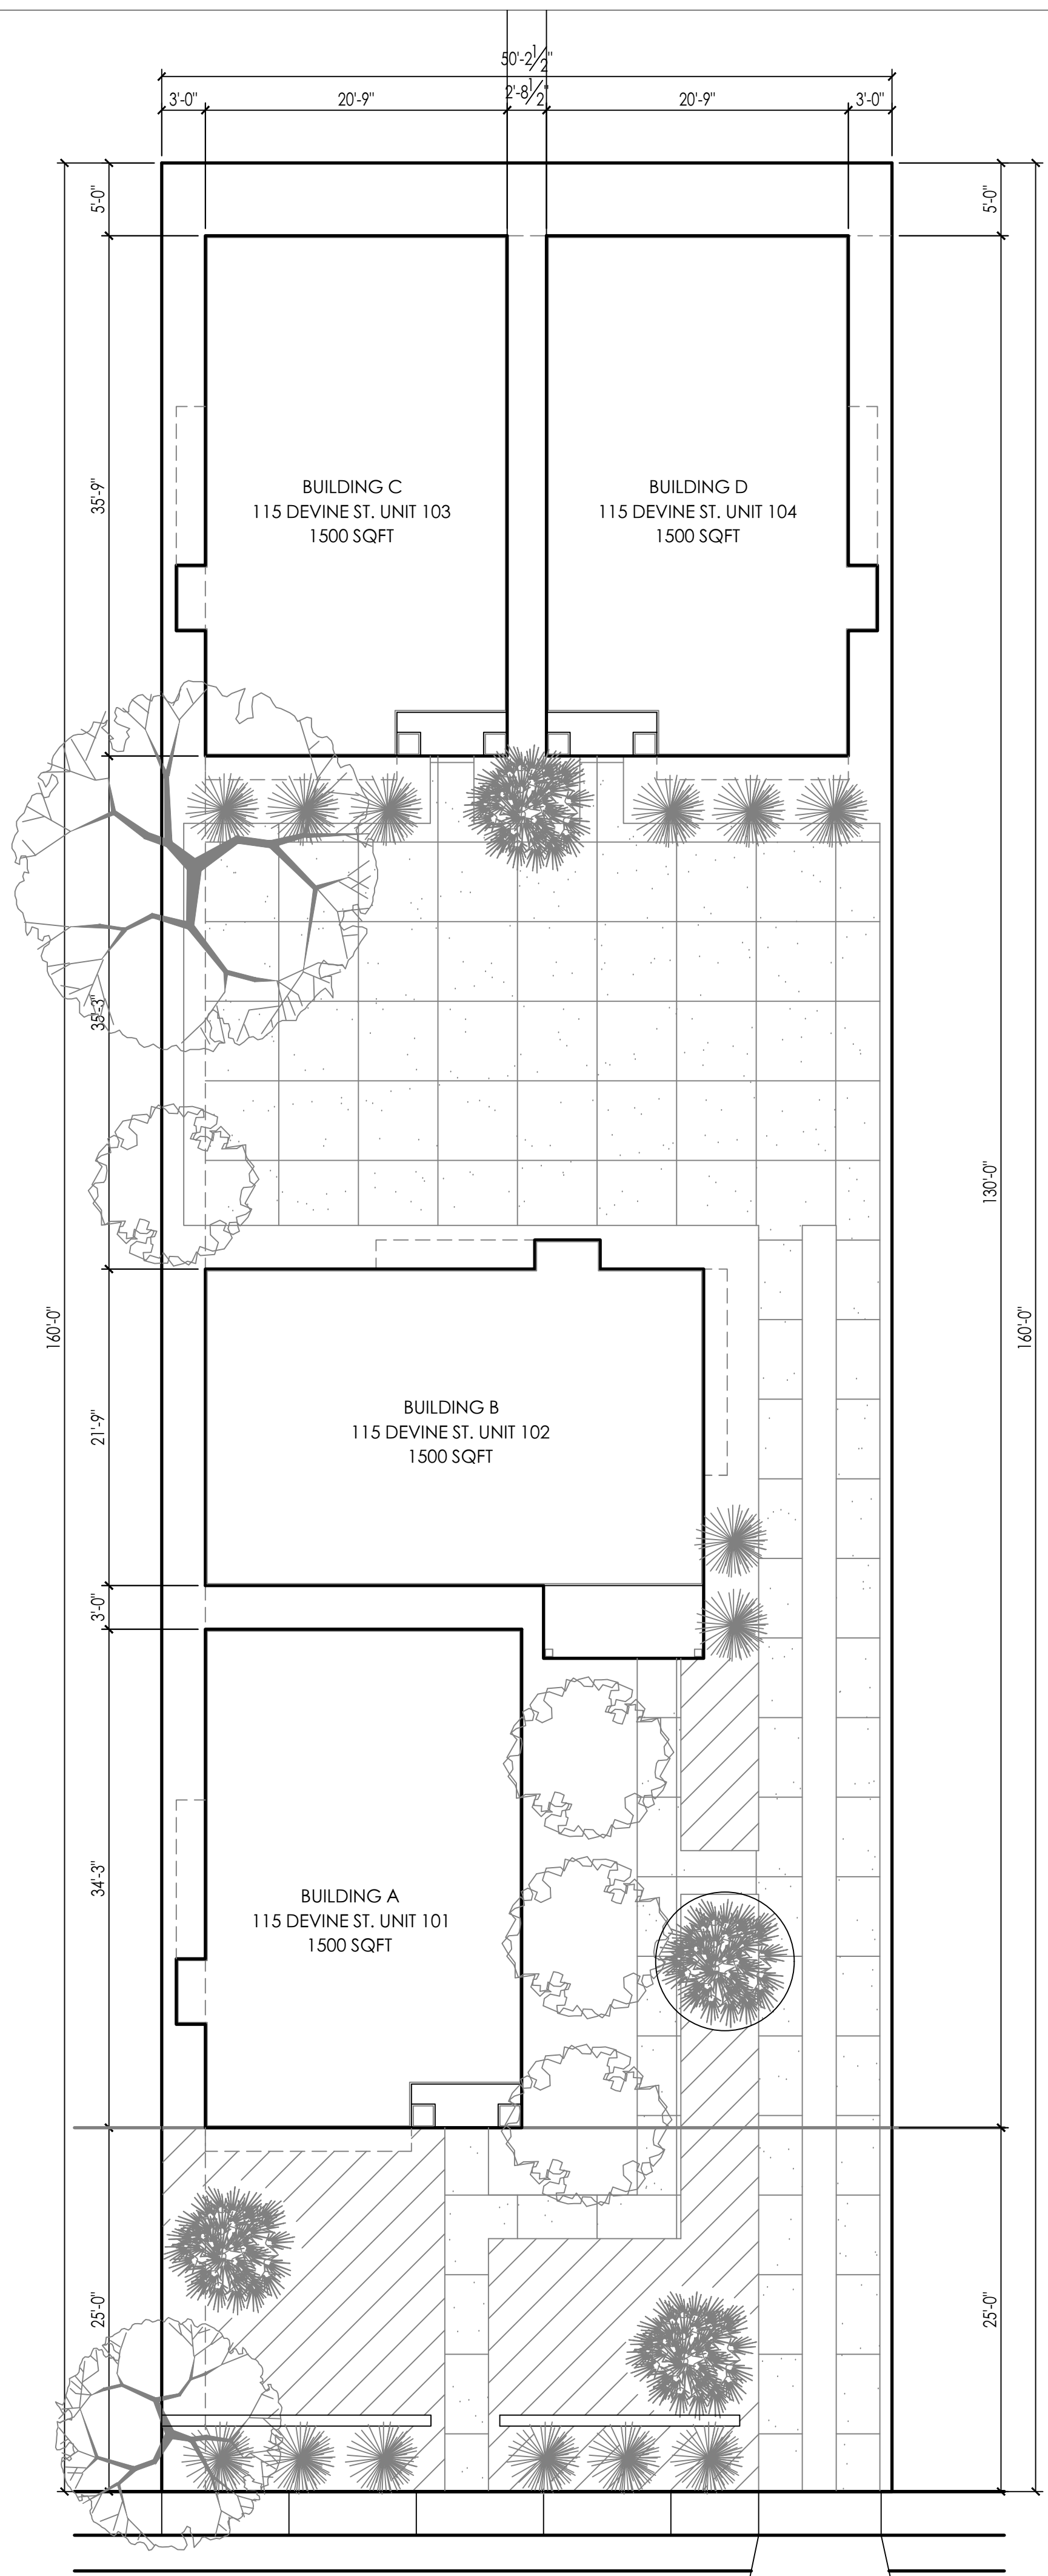 50'-2 1/2"
3'-0"
20'-9"
2'-8 1/2"
20'-9"
3'-0"
5'-0"
5'-0"
35'-9"
BUILDING C
115 DEVINE ST. UNIT 103
1500 SQFT
BUILDING D
115 DEVINE ST. UNIT 104
1500 SQFT
35'-3"
130'-0"
160'-0"
160'-0"
21'-9"
BUILDING B
115 DEVINE ST. UNIT 102
1500 SQFT
3'-0"
34'-3"
BUILDING A
115 DEVINE ST. UNIT 101
1500 SQFT
25'-0"
25'-0"